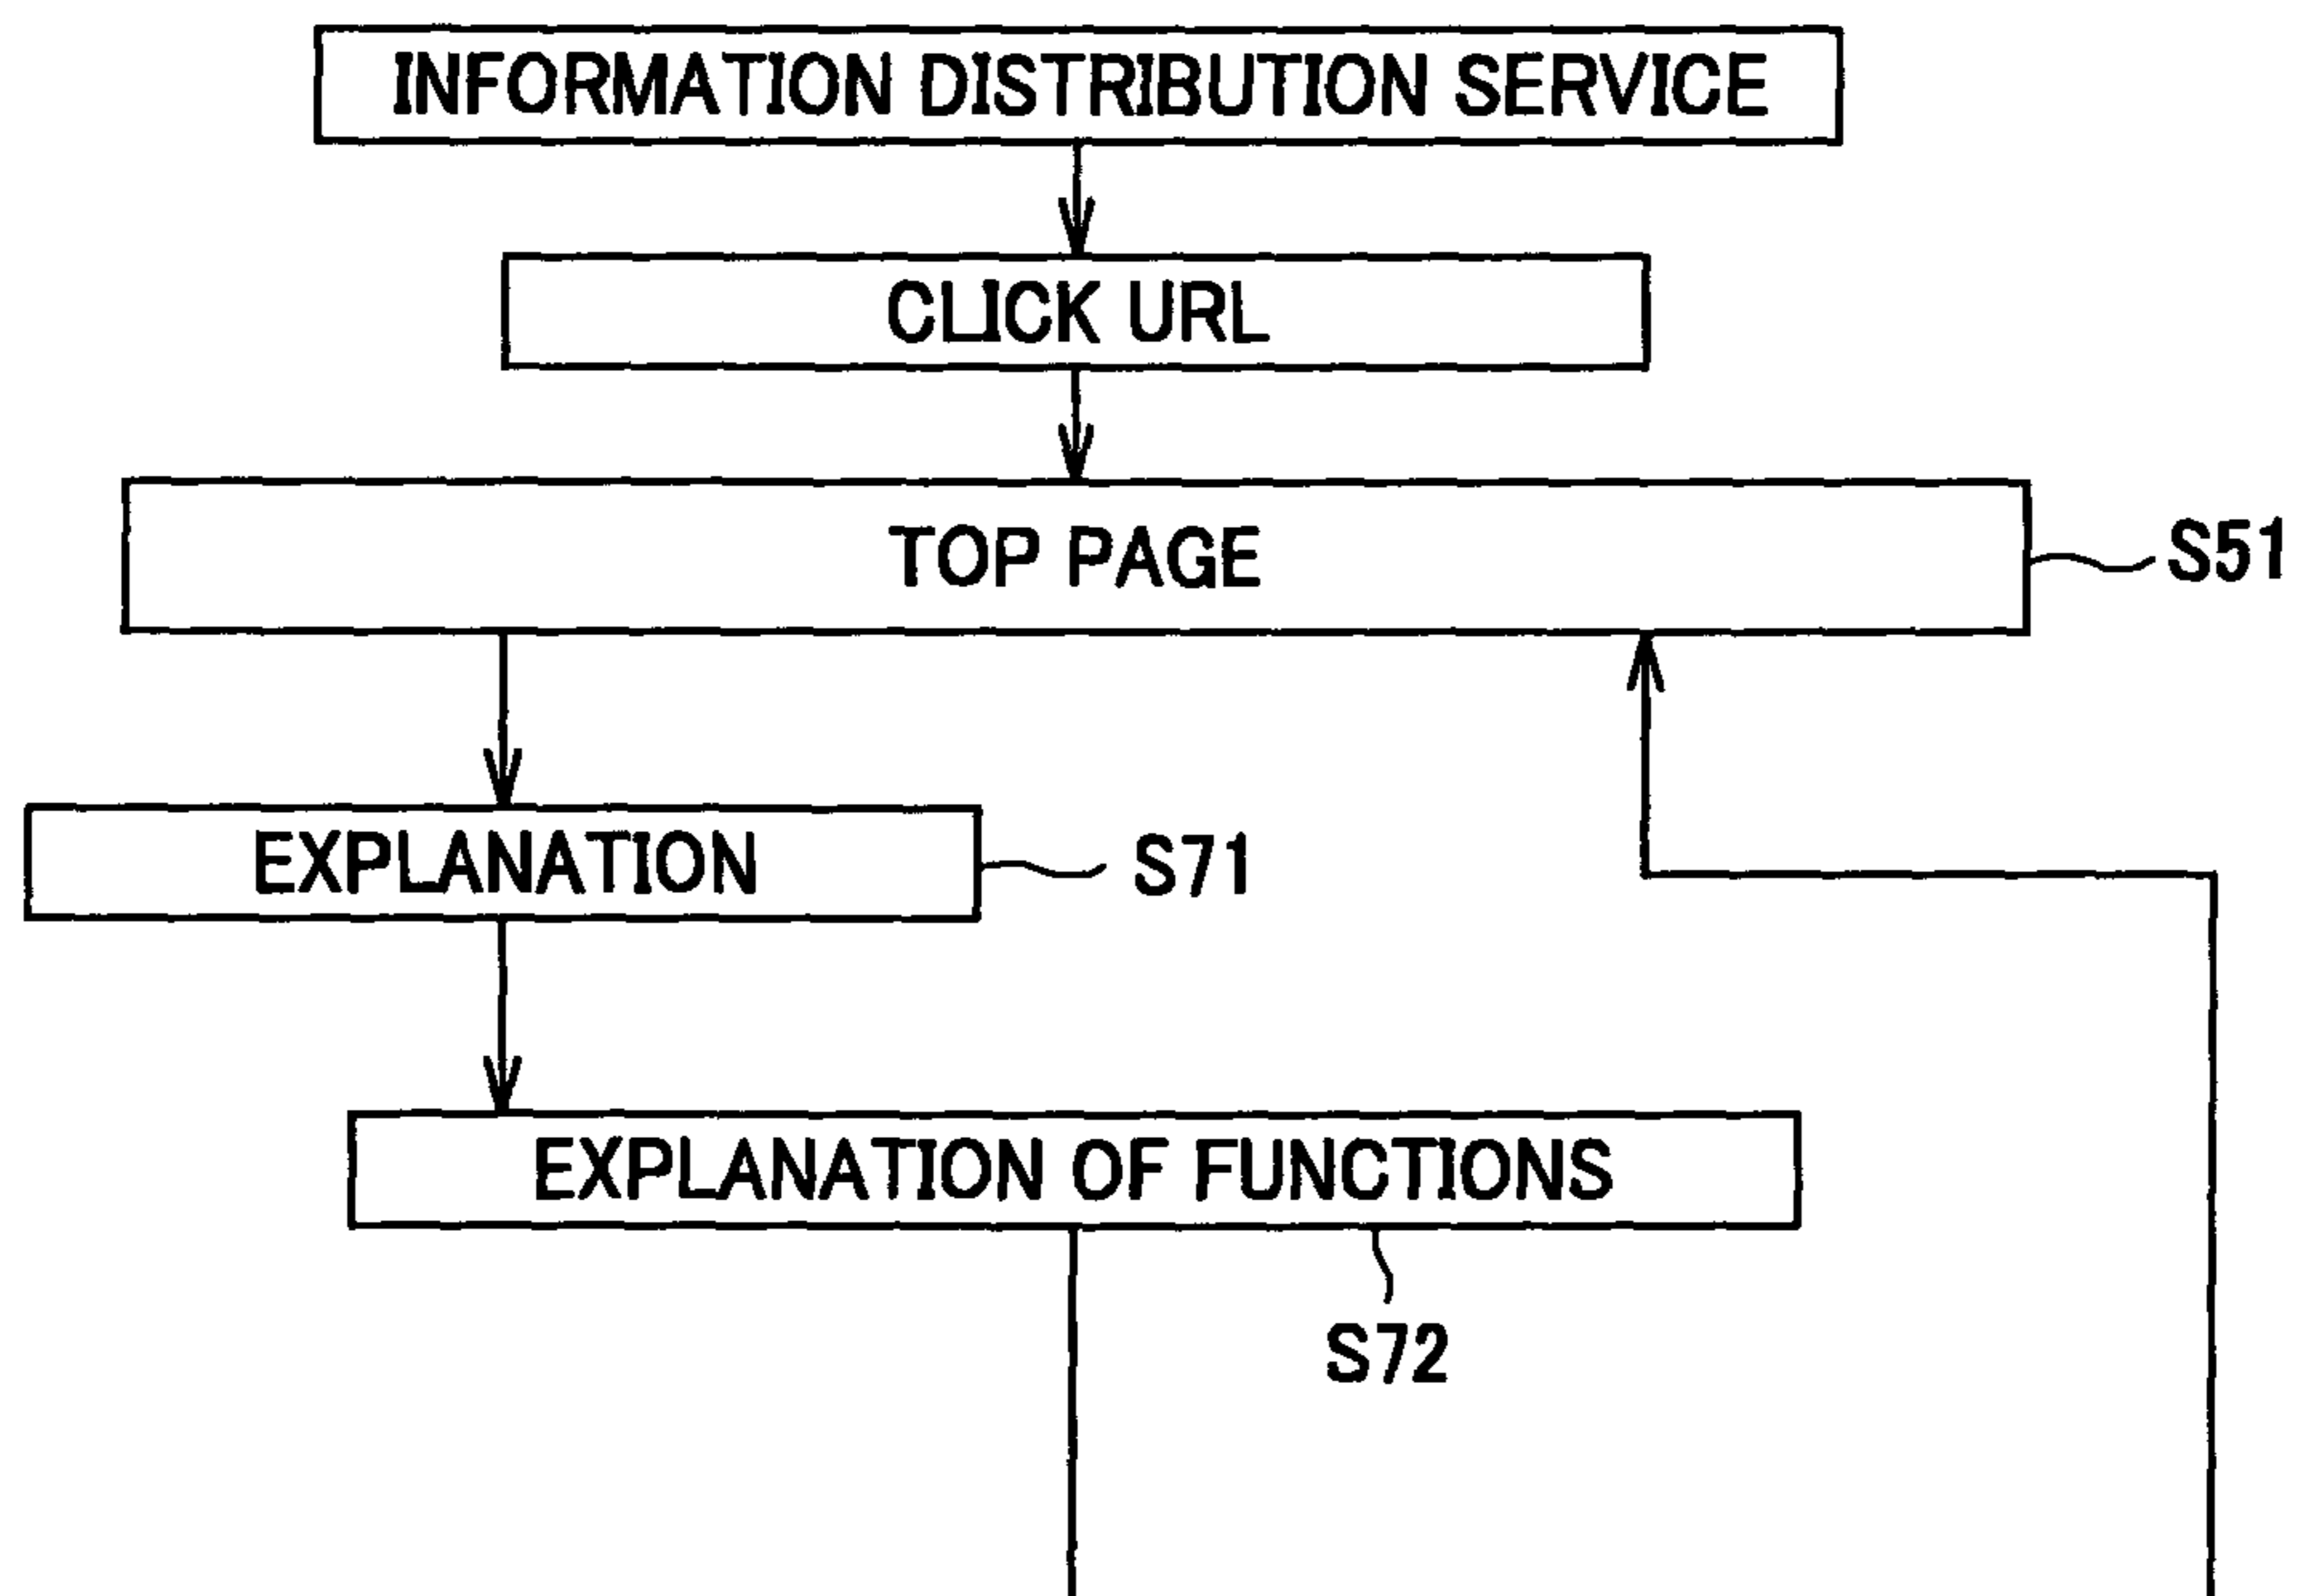 INFORMATION DISTRIBUTION SERVICE
CLICK URL
TOP PAGE
S51
EXPLANATION
S71
EXPLANATION OF FUNCTIONS
S72